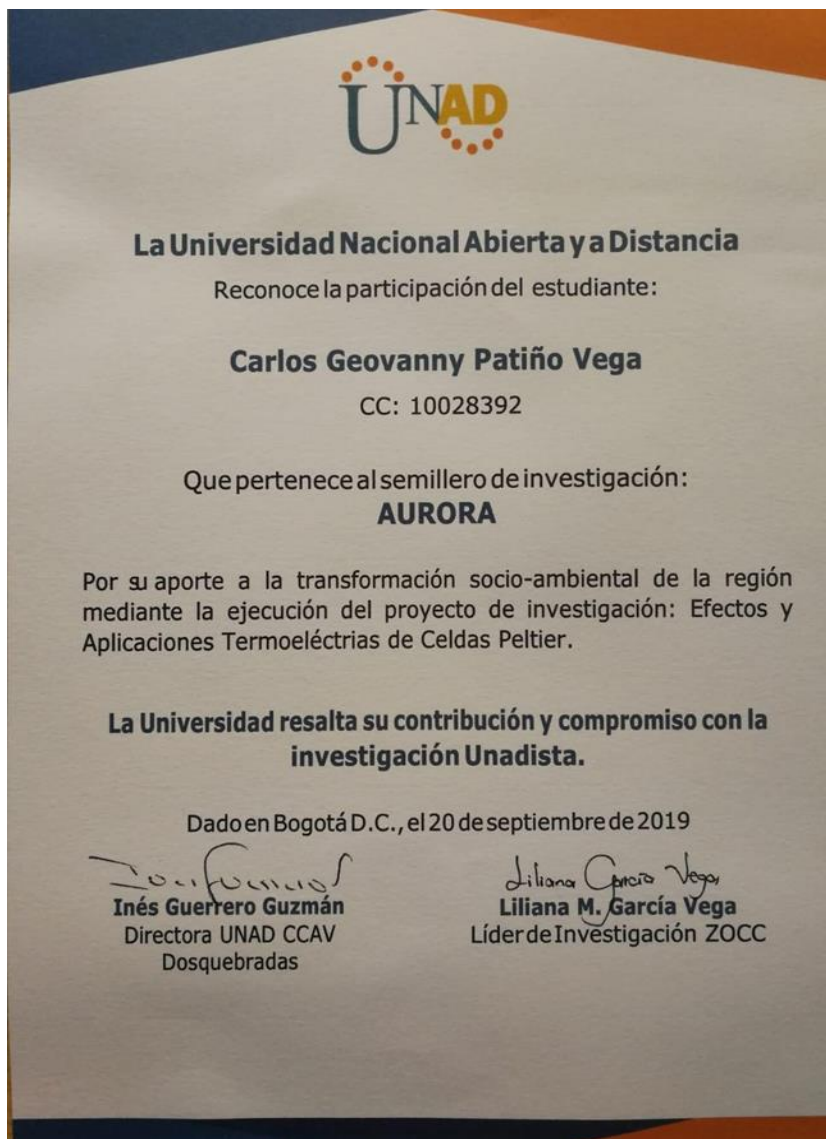 UNAD
La Universidad Nacional Abierta y a Distancia
Reconoce la participación del estudiante:
Carlos Geovanny Patiño Vega
CC: 10028392
Que pertenece al semillero de investigación:
AURORA
Por su aporte a la transformación socio-ambiental de la región
mediante la ejecución del proyecto de investigación: Efectos y
Aplicaciones Termoeléctrias de Celdas Peltier.
La Universidad resalta su contribución y compromiso con la
investigación Unadista.
Dado en Bogotá D.C., el 20 de septiembre de 2019
Liliana García Vega
Inés Guerrero Guzmán
Directora UNAD CCAV
Dosquebradas
Liliana M. García Vega
Líder de Investigación ZOCC